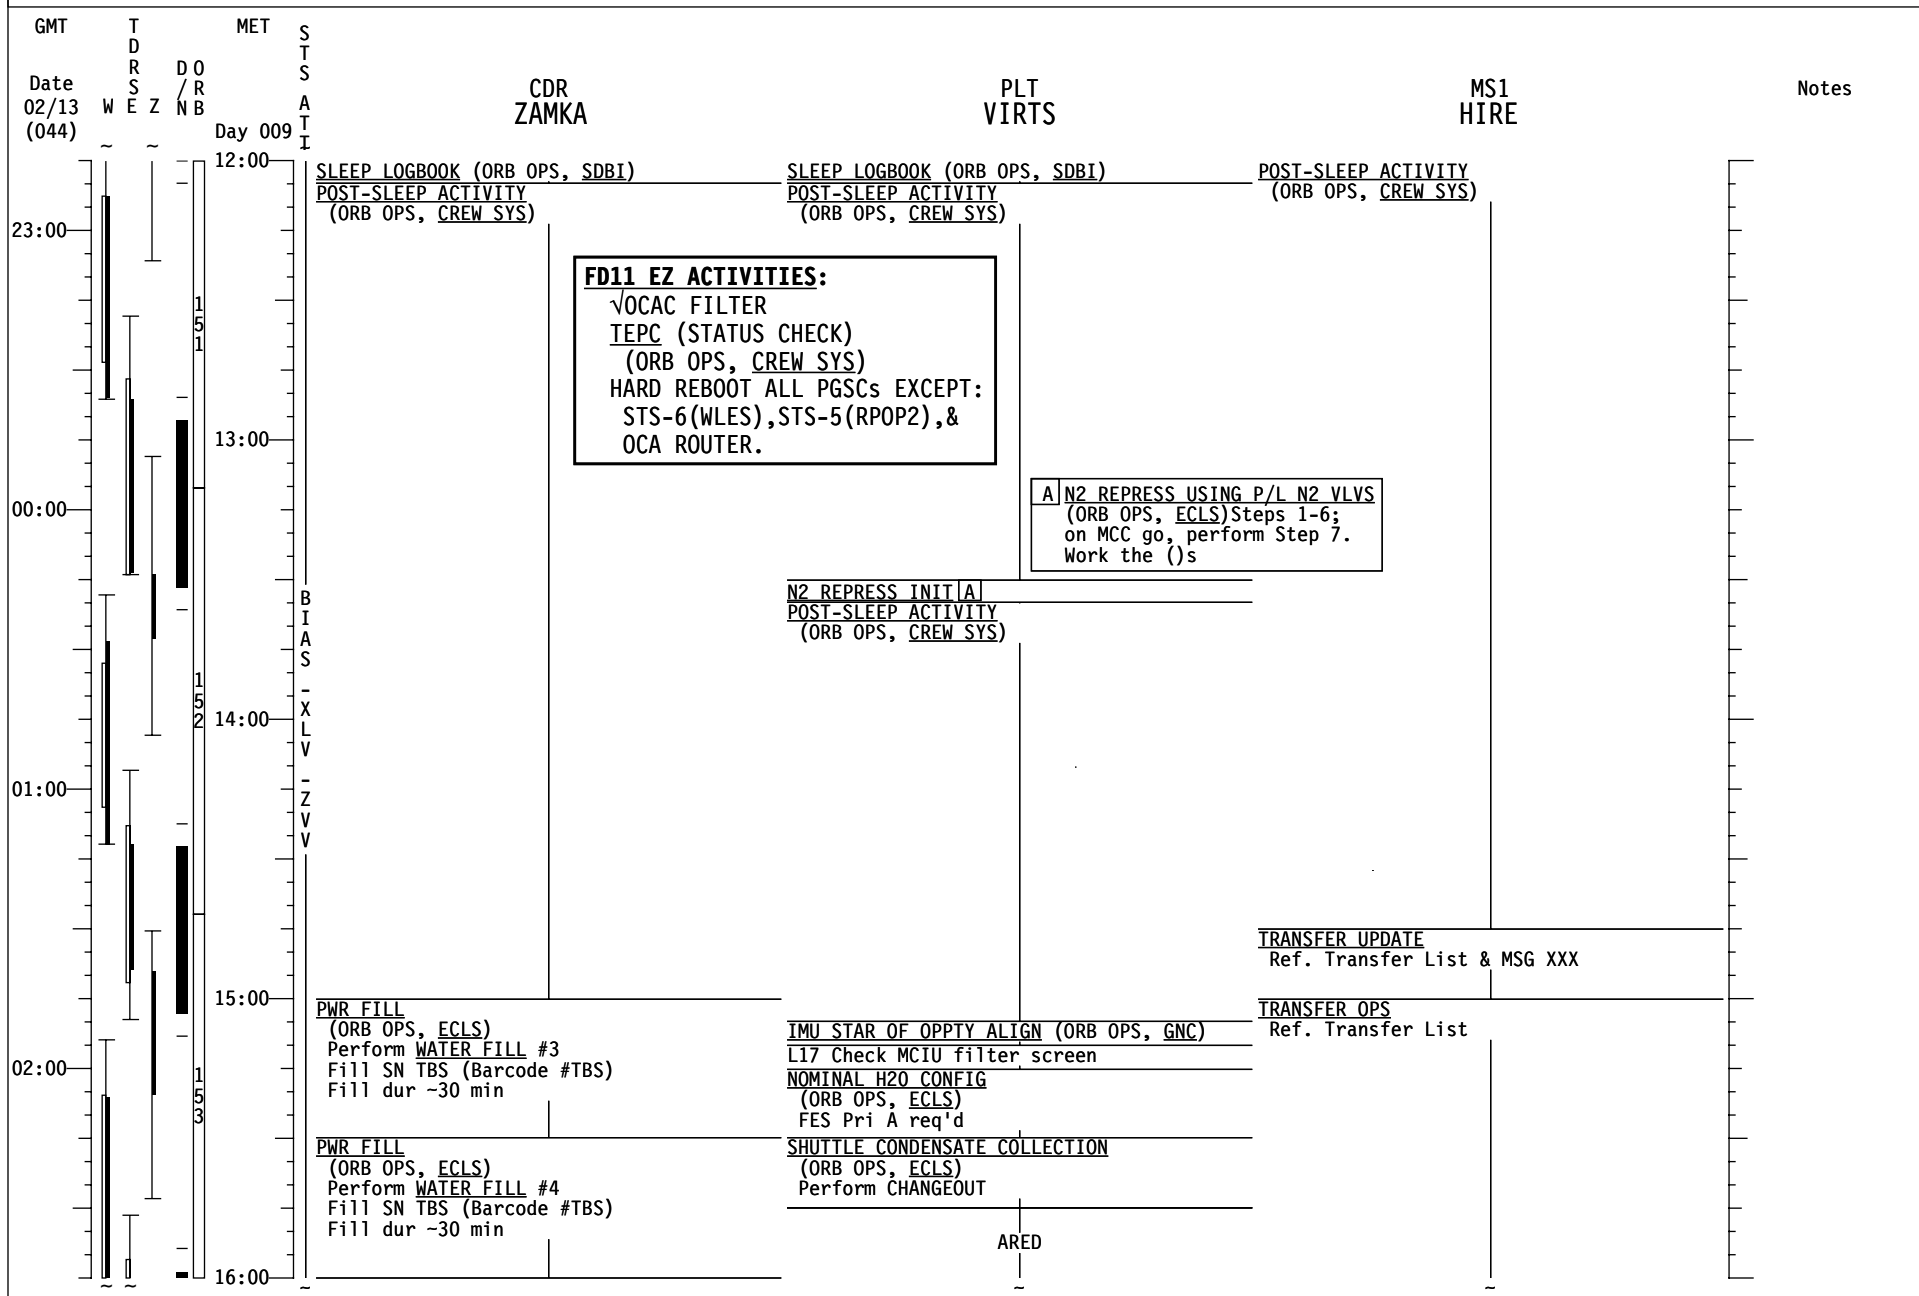 GMT
TDRS
MET
STS ATT
D/N
ORB
Date
02/13
(044)
W E Z
Day 009
CDR
ZAMKA
PLT
VIRTS
MS1
HIRE
Notes
~ ~ ~
12:00
23:00
13:00
00:00
14:00
01:00
15:00
02:00
16:00
151
152
153
BIAS -XLV -ZVV
SLEEP LOGBOOK (ORB OPS, SDBI)
POST-SLEEP ACTIVITY
(ORB OPS, CREW SYS)
FD11 EZ ACTIVITIES:
√OCAC FILTER
TEPC (STATUS CHECK)
(ORB OPS, CREW SYS)
HARD REBOOT ALL PGSCs EXCEPT:
STS-6(WLES),STS-5(RPOP2),&
OCA ROUTER.
PWR FILL
(ORB OPS, ECLS)
Perform WATER FILL #3
Fill SN TBS (Barcode #TBS)
Fill dur ~30 min
PWR FILL
(ORB OPS, ECLS)
Perform WATER FILL #4
Fill SN TBS (Barcode #TBS)
Fill dur ~30 min
SLEEP LOGBOOK (ORB OPS, SDBI)
POST-SLEEP ACTIVITY
(ORB OPS, CREW SYS)
A N2 REPRESS USING P/L N2 VLVS
(ORB OPS, ECLS)Steps 1-6;
on MCC go, perform Step 7.
Work the ()s
N2 REPRESS INIT A
POST-SLEEP ACTIVITY
(ORB OPS, CREW SYS)
IMU STAR OF OPPTY ALIGN (ORB OPS, GNC)
L17 Check MCIU filter screen
NOMINAL H2O CONFIG
(ORB OPS, ECLS)
FES Pri A req'd
SHUTTLE CONDENSATE COLLECTION
(ORB OPS, ECLS)
Perform CHANGEOUT
ARED
POST-SLEEP ACTIVITY
(ORB OPS, CREW SYS)
TRANSFER UPDATE
Ref. Transfer List & MSG XXX
TRANSFER OPS
Ref. Transfer List
~ ~ ~ ~ ~